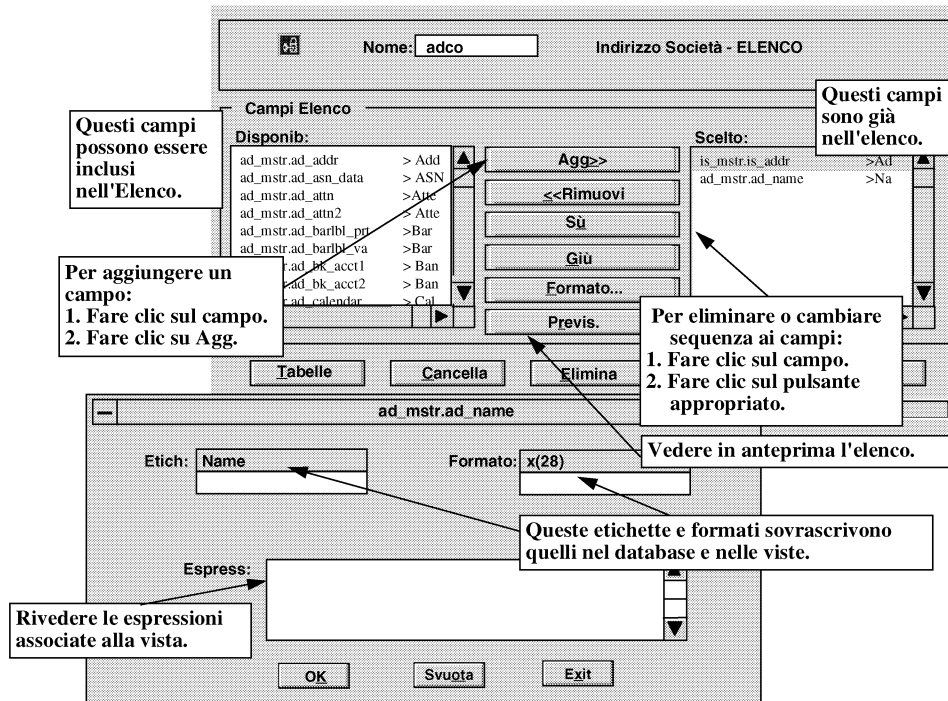 Nome: adco
Indirizzo Società - ELENCO
Campi Elenco
Questi campi
possono essere
inclusi
nell'Elenco.
Questi campi
sono già
nell'elenco.
Disponib:
ad_mstr.ad_addr > Add
ad_mstr.ad_asn_data > ASN
ad_mstr.ad_attn >Atte
ad_mstr.ad_attn2 > Atte
ad_mstr.ad_barlbl_prt >Bar
ad_mstr.ad_barlbl_va >Bar
ad_bk_acct1 > Ban
ad_bk_acct2 > Ban
ad_calendar > Cal
Agg>>
<<Rimuovi
Sù
Giù
Formato...
Previs.
Scelto:
is_mstr.is_addr >Ad
ad_mstr.ad_name >Na
Per aggiungere un
campo:
1. Fare clic sul campo.
2. Fare clic su Agg.
Per eliminare o cambiare
sequenza ai campi:
1. Fare clic sul campo.
2. Fare clic sul pulsante
appropriato.
Tabelle
Cancella
Elimina
Vedere in anteprima l'elenco.
ad_mstr.ad_name
Etich: Name
Formato: x(28)
Queste etichette e formati sovrascrivono
quelli nel database e nelle viste.
Espress:
Rivedere le espressioni
associate alla vista.
OK
Svuota
Exit